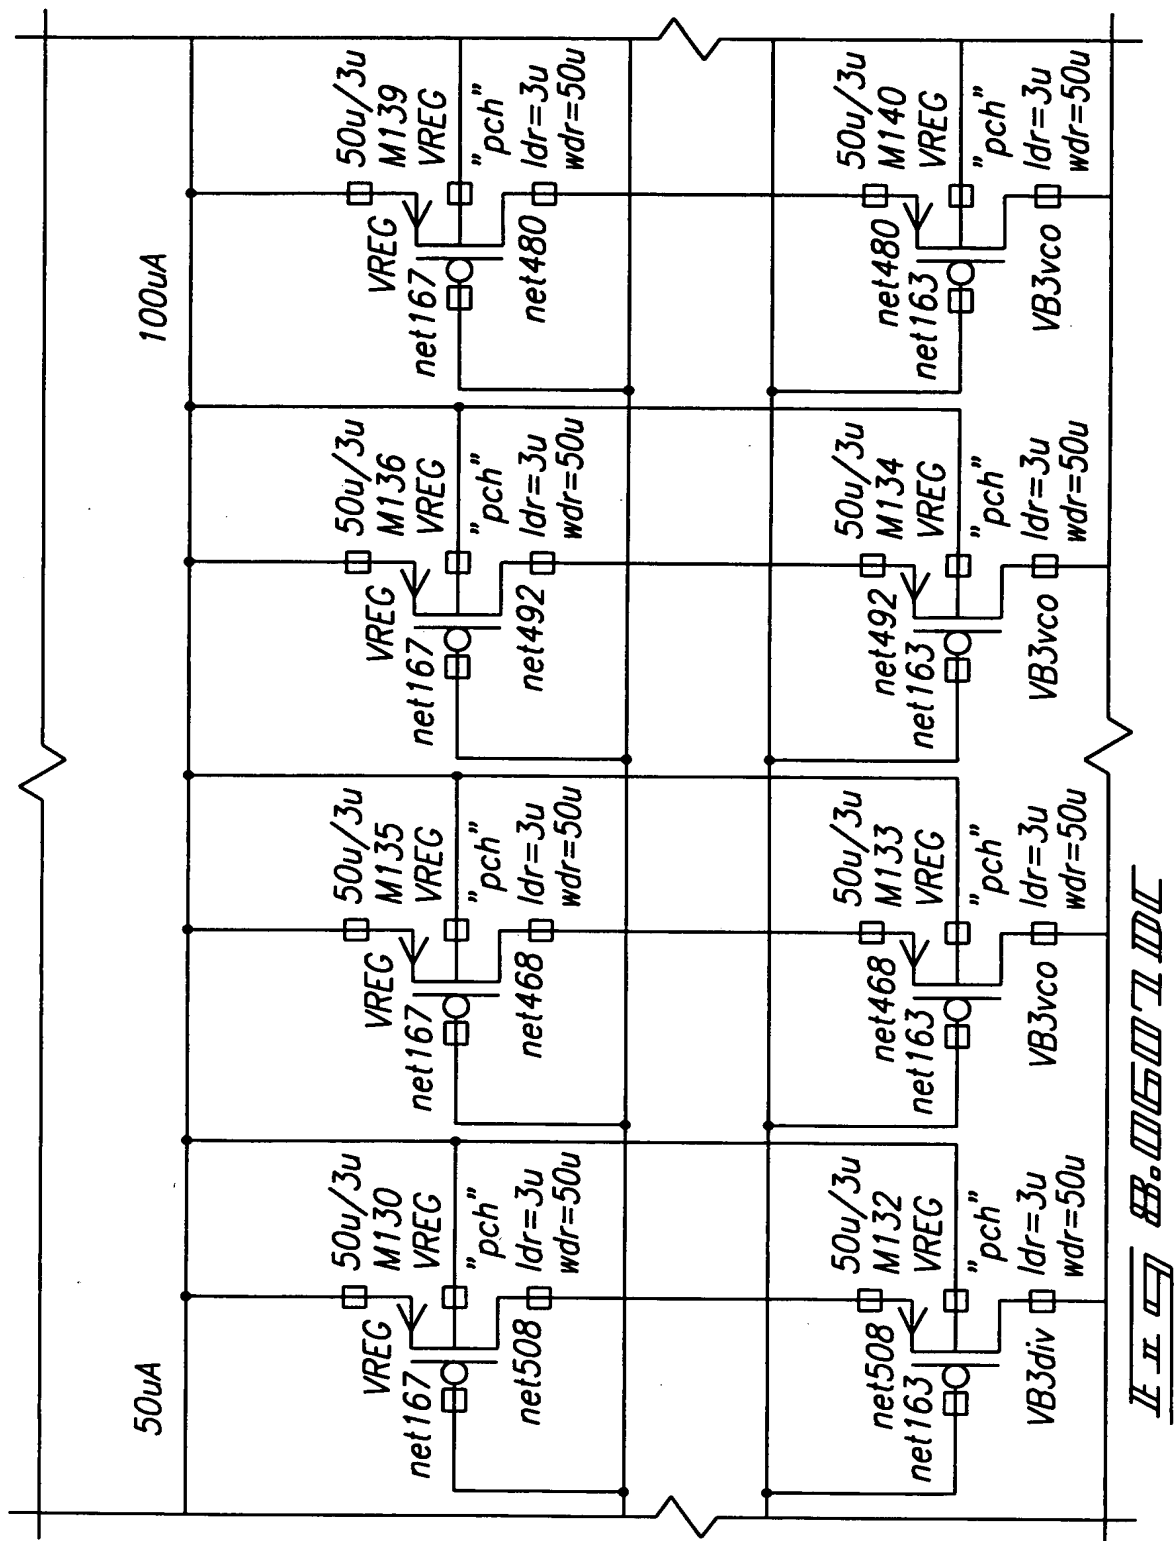 50uA
100uA
50u/3u
M130
VREG
VREG
net167
"pch"
ldr=3u
wdr=50u
net508
50u/3u
M135
VREG
VREG
net167
"pch"
ldr=3u
wdr=50u
net468
50u/3u
M136
VREG
VREG
net167
"pch"
ldr=3u
wdr=50u
net492
50u/3u
M139
VREG
VREG
net167
"pch"
ldr=3u
wdr=50u
net480
50u/3u
M132
VREG
net508
net163
"pch"
ldr=3u
wdr=50u
VB3div
50u/3u
M133
VREG
net468
net163
"pch"
ldr=3u
wdr=50u
VB3vco
50u/3u
M134
VREG
net492
net163
"pch"
ldr=3u
wdr=50u
VB3vco
50u/3u
M140
VREG
net480
net163
"pch"
ldr=3u
wdr=50u
VB3vco
FIG